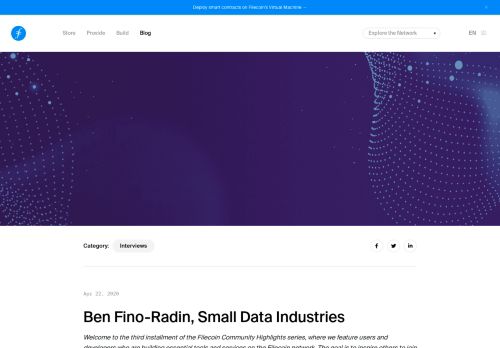 Deploy smart contracts on Filecoin's Virtual Machine →
Store Provide Build Blog Explore the Network EN
Category: Interviews
Apr 22, 2020
Ben Fino-Radin, Small Data Industries
Welcome to the third installment of the Filecoin Community Highlights series, where we feature users and
developers who are building essential tools and services on the Filecoin network. The goal is to inspire others to join